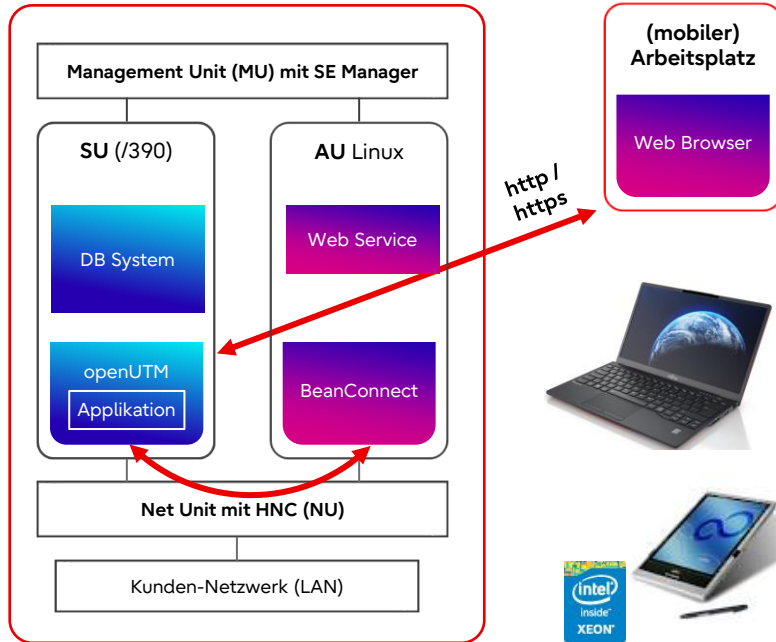 Management Unit (MU) mit SE Manager
SU (/390)
DB System
openUTM
Applikation
AU Linux
Web Service
BeanConnect
Net Unit mit HNC (NU)
Kunden-Netzwerk (LAN)
http /
https
(mobiler)
Arbeitsplatz
Web Browser
intel
inside™
XEON®